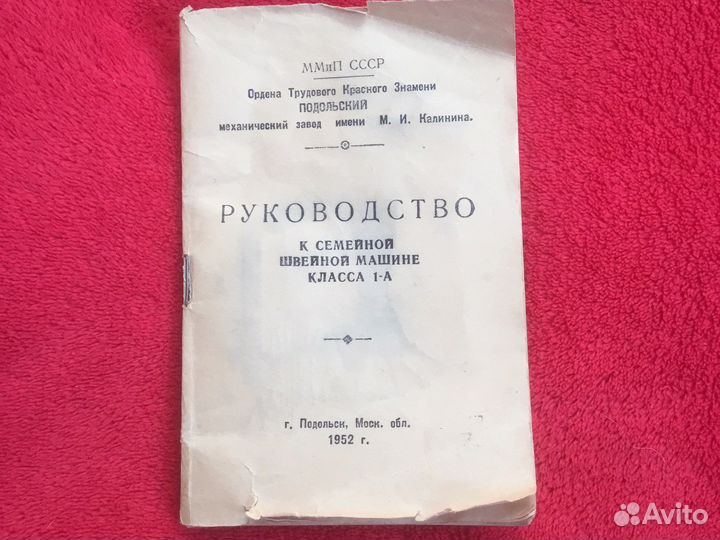 ММиП СССР
Ордена Трудового Красного Знамени
ПОДОЛЬСКИЙ
механический завод имени М. И. Калинина.
РУКОВОДСТВО
К СЕМЕЙНОЙ
ШВЕЙНОЙ МАШИНЕ
КЛАССА 1-А
г. Подольск, Моск. обл.
1952 г.
Avito